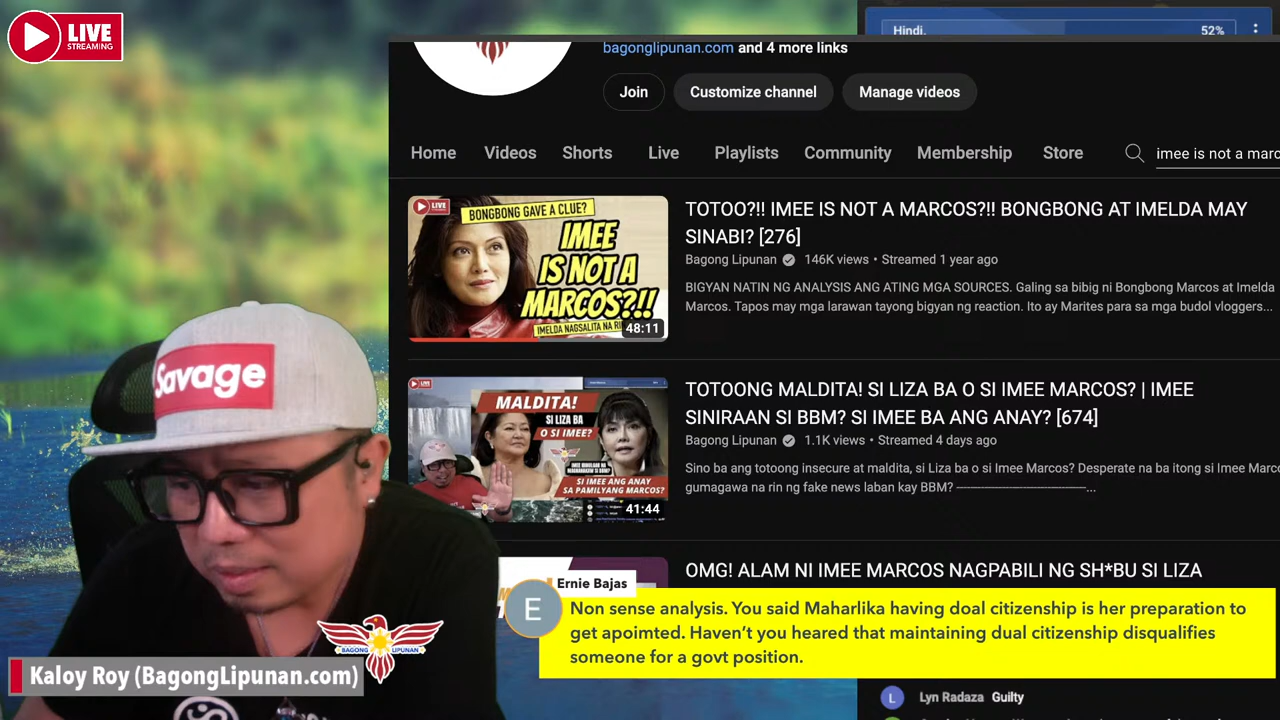 LIVE
STREAMING
Hindi,
52%
bagonglipunan.com and 4 more links
Join
Customize channel
Manage videos
Home
Videos
Shorts
Live
Playlists
Community
Membership
Store
imee is not a marc
LIVE
BONGBONG GAVE A CLUE?
IMEE
IS NOT A
MARCOS?!!
IMELDA NAGSALITA NA RI
48:11
TOTOO?!! IMEE IS NOT A MARCOS?!! BONGBONG AT IMELDA MAY
SINABI? [276]
Bagong Lipunan
146K views • Streamed 1 year ago
BIGYAN NATIN NG ANALYSIS ANG ATING MGA SOURCES. Galing sa bibig ni Bongbong Marcos at Imelda
Marcos. Tapos may mga larawan tayong bigyan ng reaction. Ito ay Marites para sa mga budol vloggers...
LIVE
MALDITA!
SI LIZA BA
O SI IMEE?
SI IMEE ANG ANAY
SA PAMILYANG MARCOS?
41:44
TOTOONG MALDITA! SI LIZA BA O SI IMEE MARCOS? | IMEE
SINIRAAN SI BBM? SI IMEE BA ANG ANAY? [674]
Bagong Lipunan
1.1K views • Streamed 4 days ago
Sino ba ang totoong insecure at maldita, si Liza ba o si Imee Marcos? Desperate na ba itong si Imee Marc
gumagawa na rin ng fake news laban kay BBM? ---------------------------------------...
OMG! ALAM NI IMEE MARCOS NAGPABILI NG SH*BU SI LIZA
Savage
E
Ernie Bajas
Non sense analysis. You said Maharlika having doal citizenship is her preparation to
get apoimted. Haven't you heared that maintaining dual citizenship disqualifies
someone for a govt position.
BAGONG LIPUNAN
Kaloy Roy (BagongLipunan.com)
L
Lyn Radaza Guilty